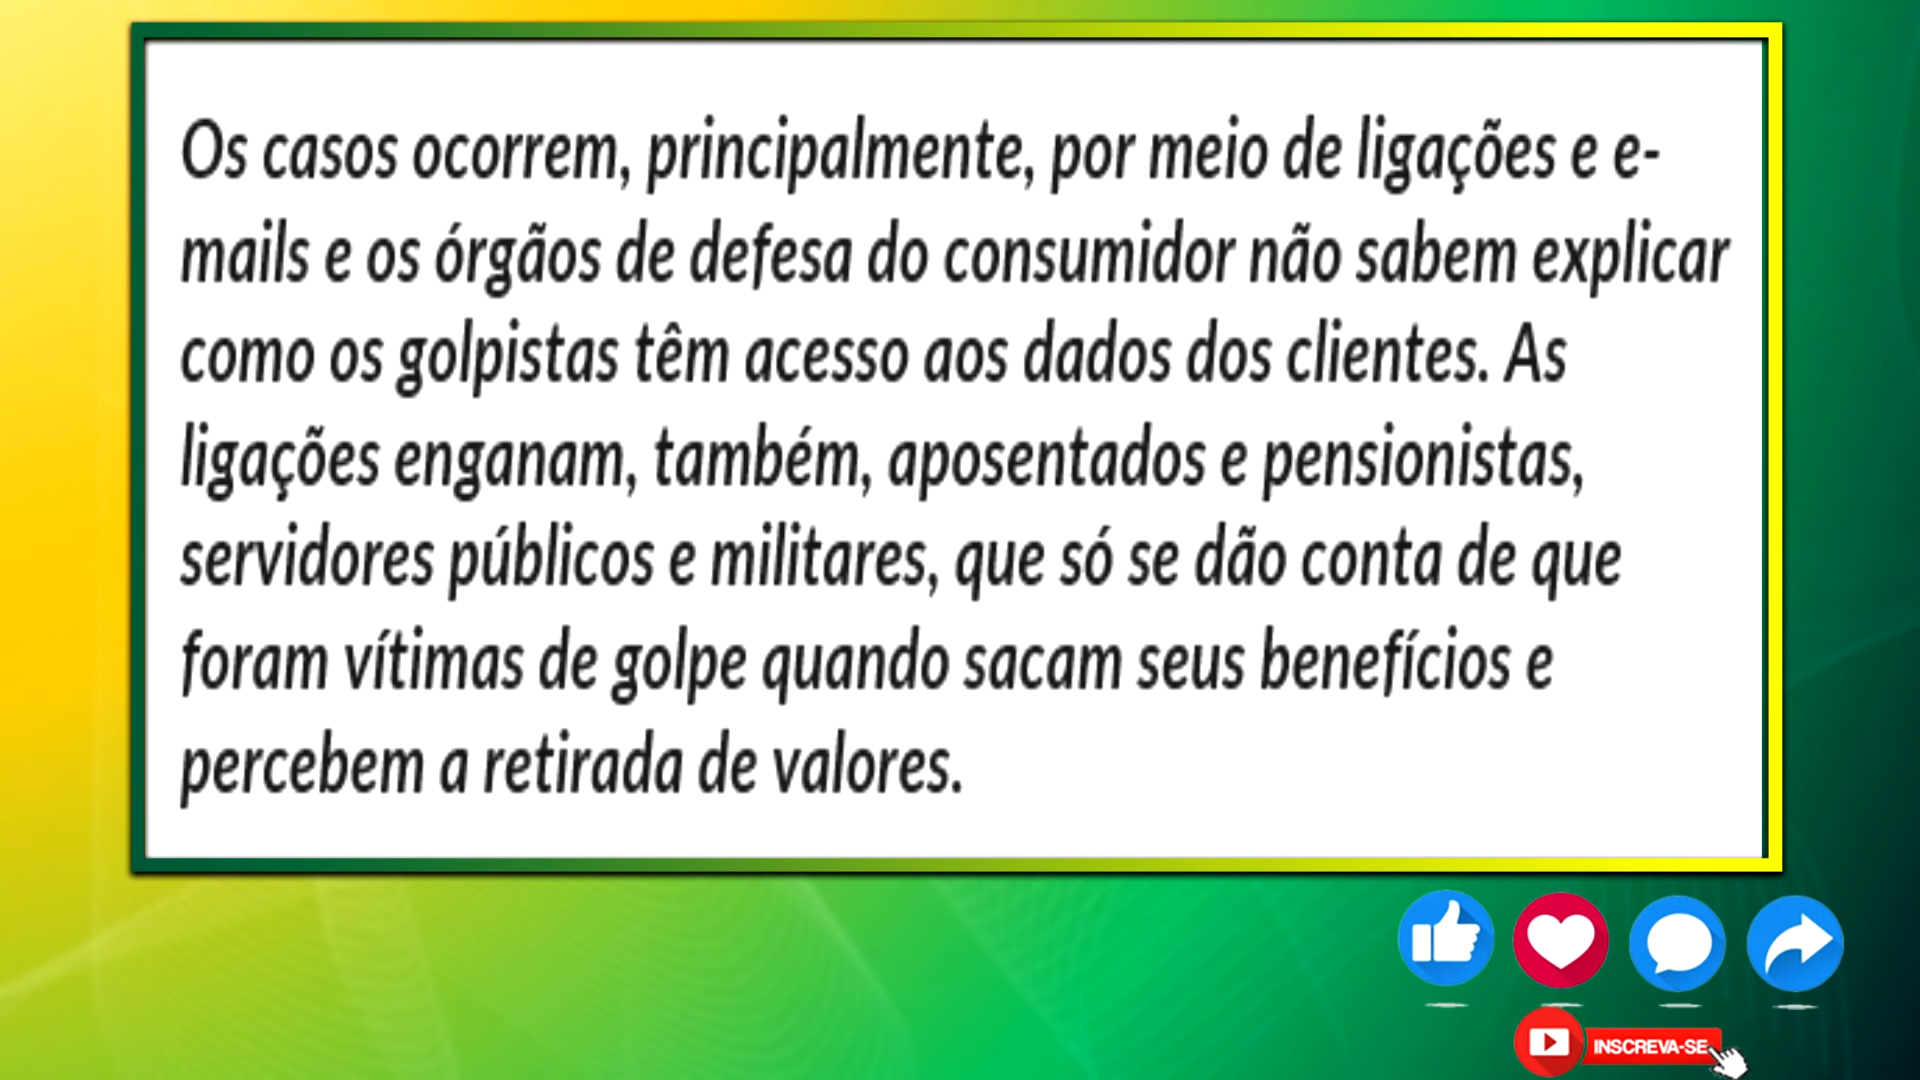 Os casos ocorrem, principalmente, por meio de ligações e e-
mails e os órgãos de defesa do consumidor não sabem explicar
como os golpistas têm acesso aos dados dos clientes. As
ligações enganam, também, aposentados e pensionistas,
servidores públicos e militares, que só se dão conta de que
foram vítimas de golpe quando sacam seus benefícios e
percebem a retirada de valores.
INSCREVA-SE